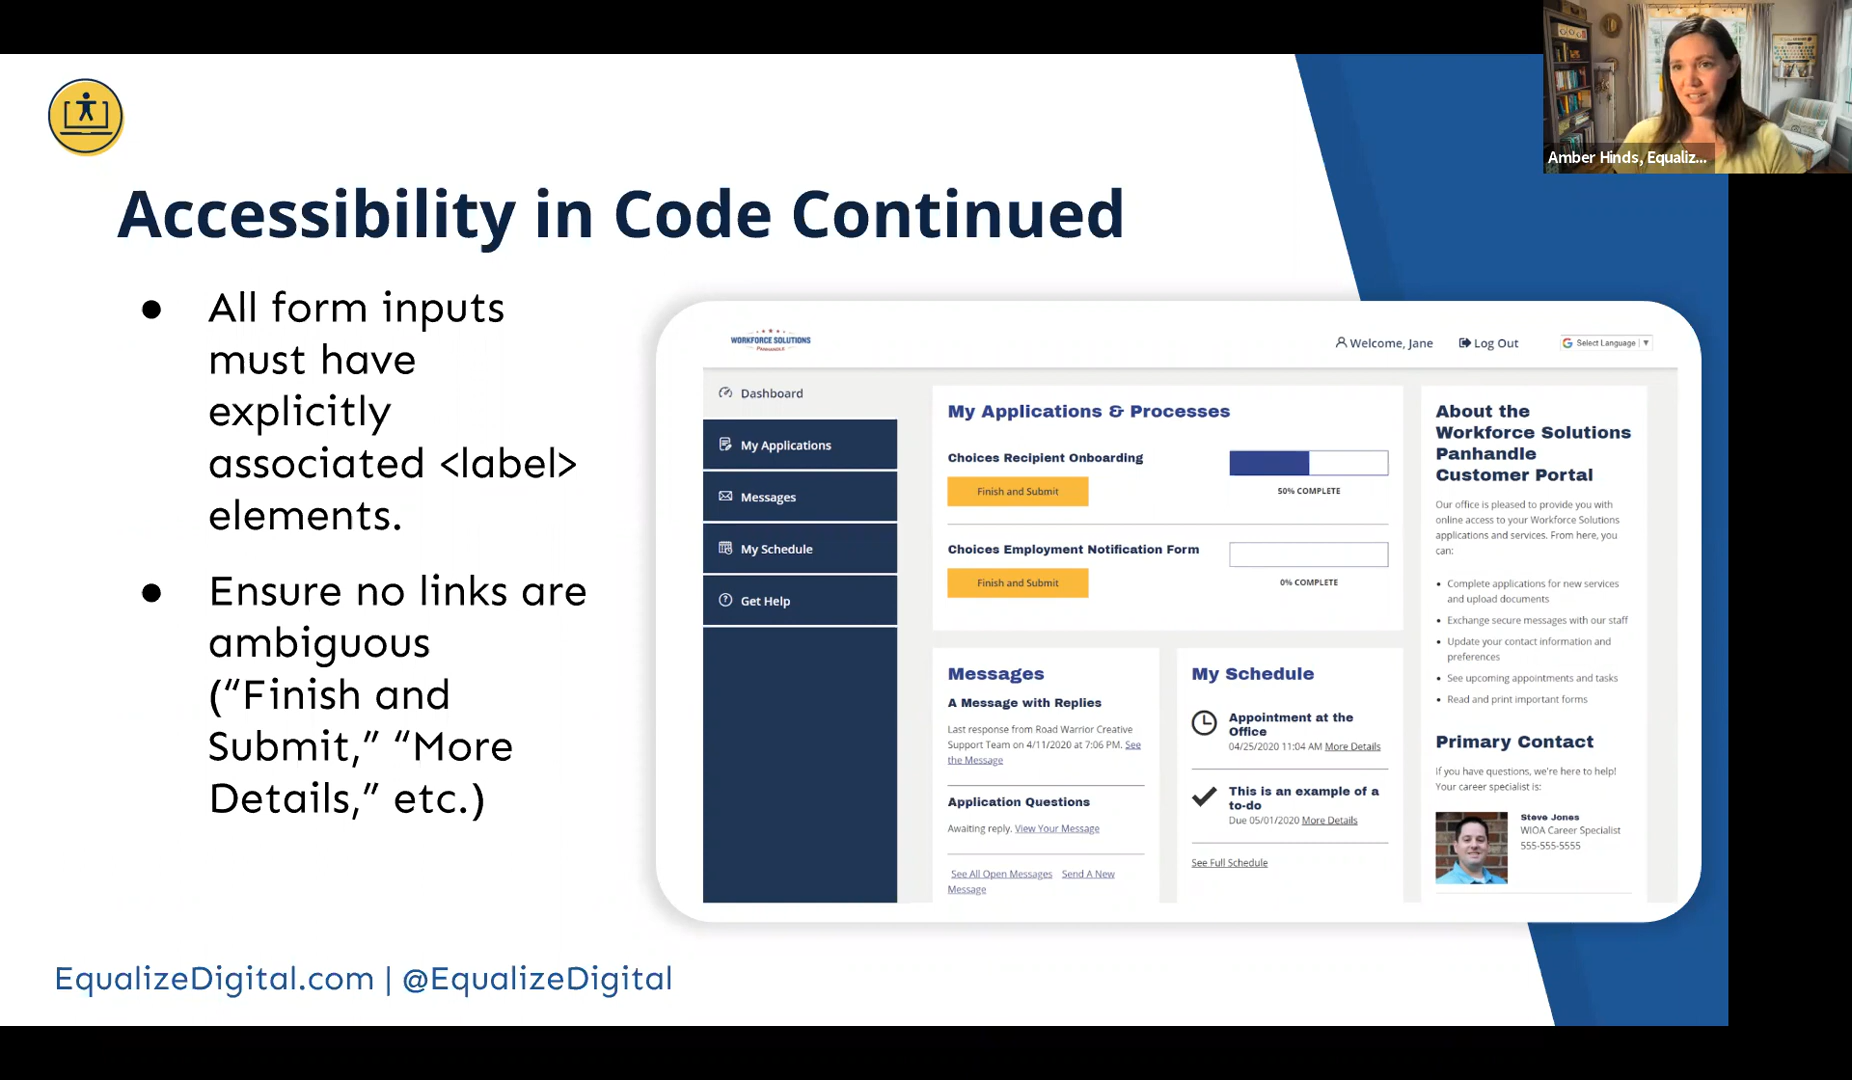 Amber Hinds, Equaliz...
Accessibility in Code Continued
● All form inputs
must have
explicitly
associated <label>
elements.
● Ensure no links are
ambiguous
(“Finish and
Submit,” “More
Details,” etc.)
WORKFORCE SOLUTIONS
PANHANDLE
Welcome, Jane
Log Out
Select Language ▼
Dashboard
My Applications
Messages
My Schedule
Get Help
My Applications & Processes
Choices Recipient Onboarding
Finish and Submit
50% COMPLETE
Choices Employment Notification Form
Finish and Submit
0% COMPLETE
Messages
A Message with Replies
Last response from Road Warrior Creative
Support Team on 4/11/2020 at 7:06 PM. See
the Message
Application Questions
Awaiting reply. View Your Message
See All Open Messages Send A New
Message
My Schedule
Appointment at the
Office
04/25/2020 11:04 AM More Details
This is an example of a
to-do
Due 05/01/2020 More Details
See Full Schedule
About the
Workforce Solutions
Panhandle
Customer Portal
Our office is pleased to provide you with
online access to your Workforce Solutions
applications and services. From here, you
can:
• Complete applications for new services
and upload documents
• Exchange secure messages with our staff
• Update your contact information and
preferences
• See upcoming appointments and tasks
• Read and print important forms
Primary Contact
If you have questions, we're here to help!
Your career specialist is:
Steve Jones
WIOA Career Specialist
555-555-5555
EqualizeDigital.com | @EqualizeDigital